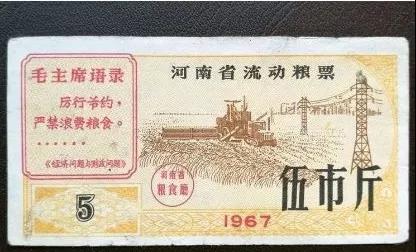 毛主席语录
厉行节约，
严禁浪费粮食。
……
《经济问题与财政问题》
河南省流动粮票
河南省
粮食廳
5
1967
伍市斤